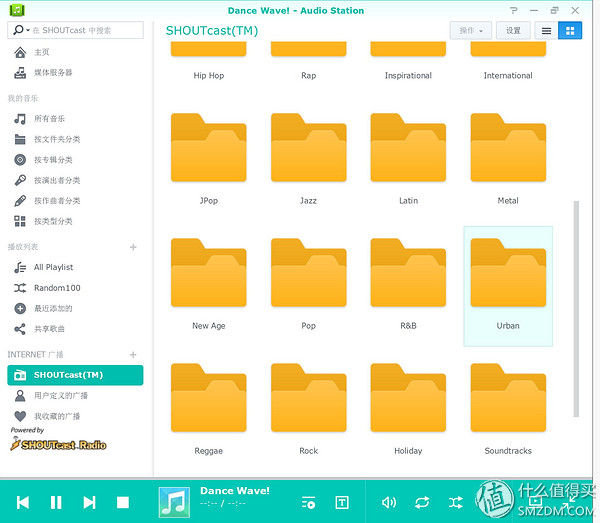 Dance Wave! - Audio Station
在 SHOUTcast 中搜索
主页
媒体服务器
我的音乐
所有音乐
按文件夹分类
按专辑分类
按演出者分类
按作曲者分类
按类型分类
播放列表
All Playlist
Random100
最近添加的
共享歌曲
INTERNET 广播
SHOUTcast(TM)
用户定义的广播
我收藏的广播
Powered by
SHOUTcast Radio
SHOUTcast(TM)
操作
设置
Hip Hop
Rap
Inspirational
International
JPop
Jazz
Latin
Metal
New Age
Pop
R&B
Urban
Reggae
Rock
Holiday
Soundtracks
Dance Wave!
--:-- / --:--
T
值 什么值得买
SMZDM.COM